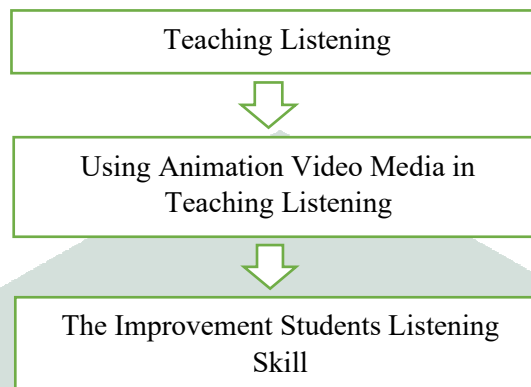 Teaching Listening
Using Animation Video Media in
Teaching Listening
The Improvement Students Listening
Skill